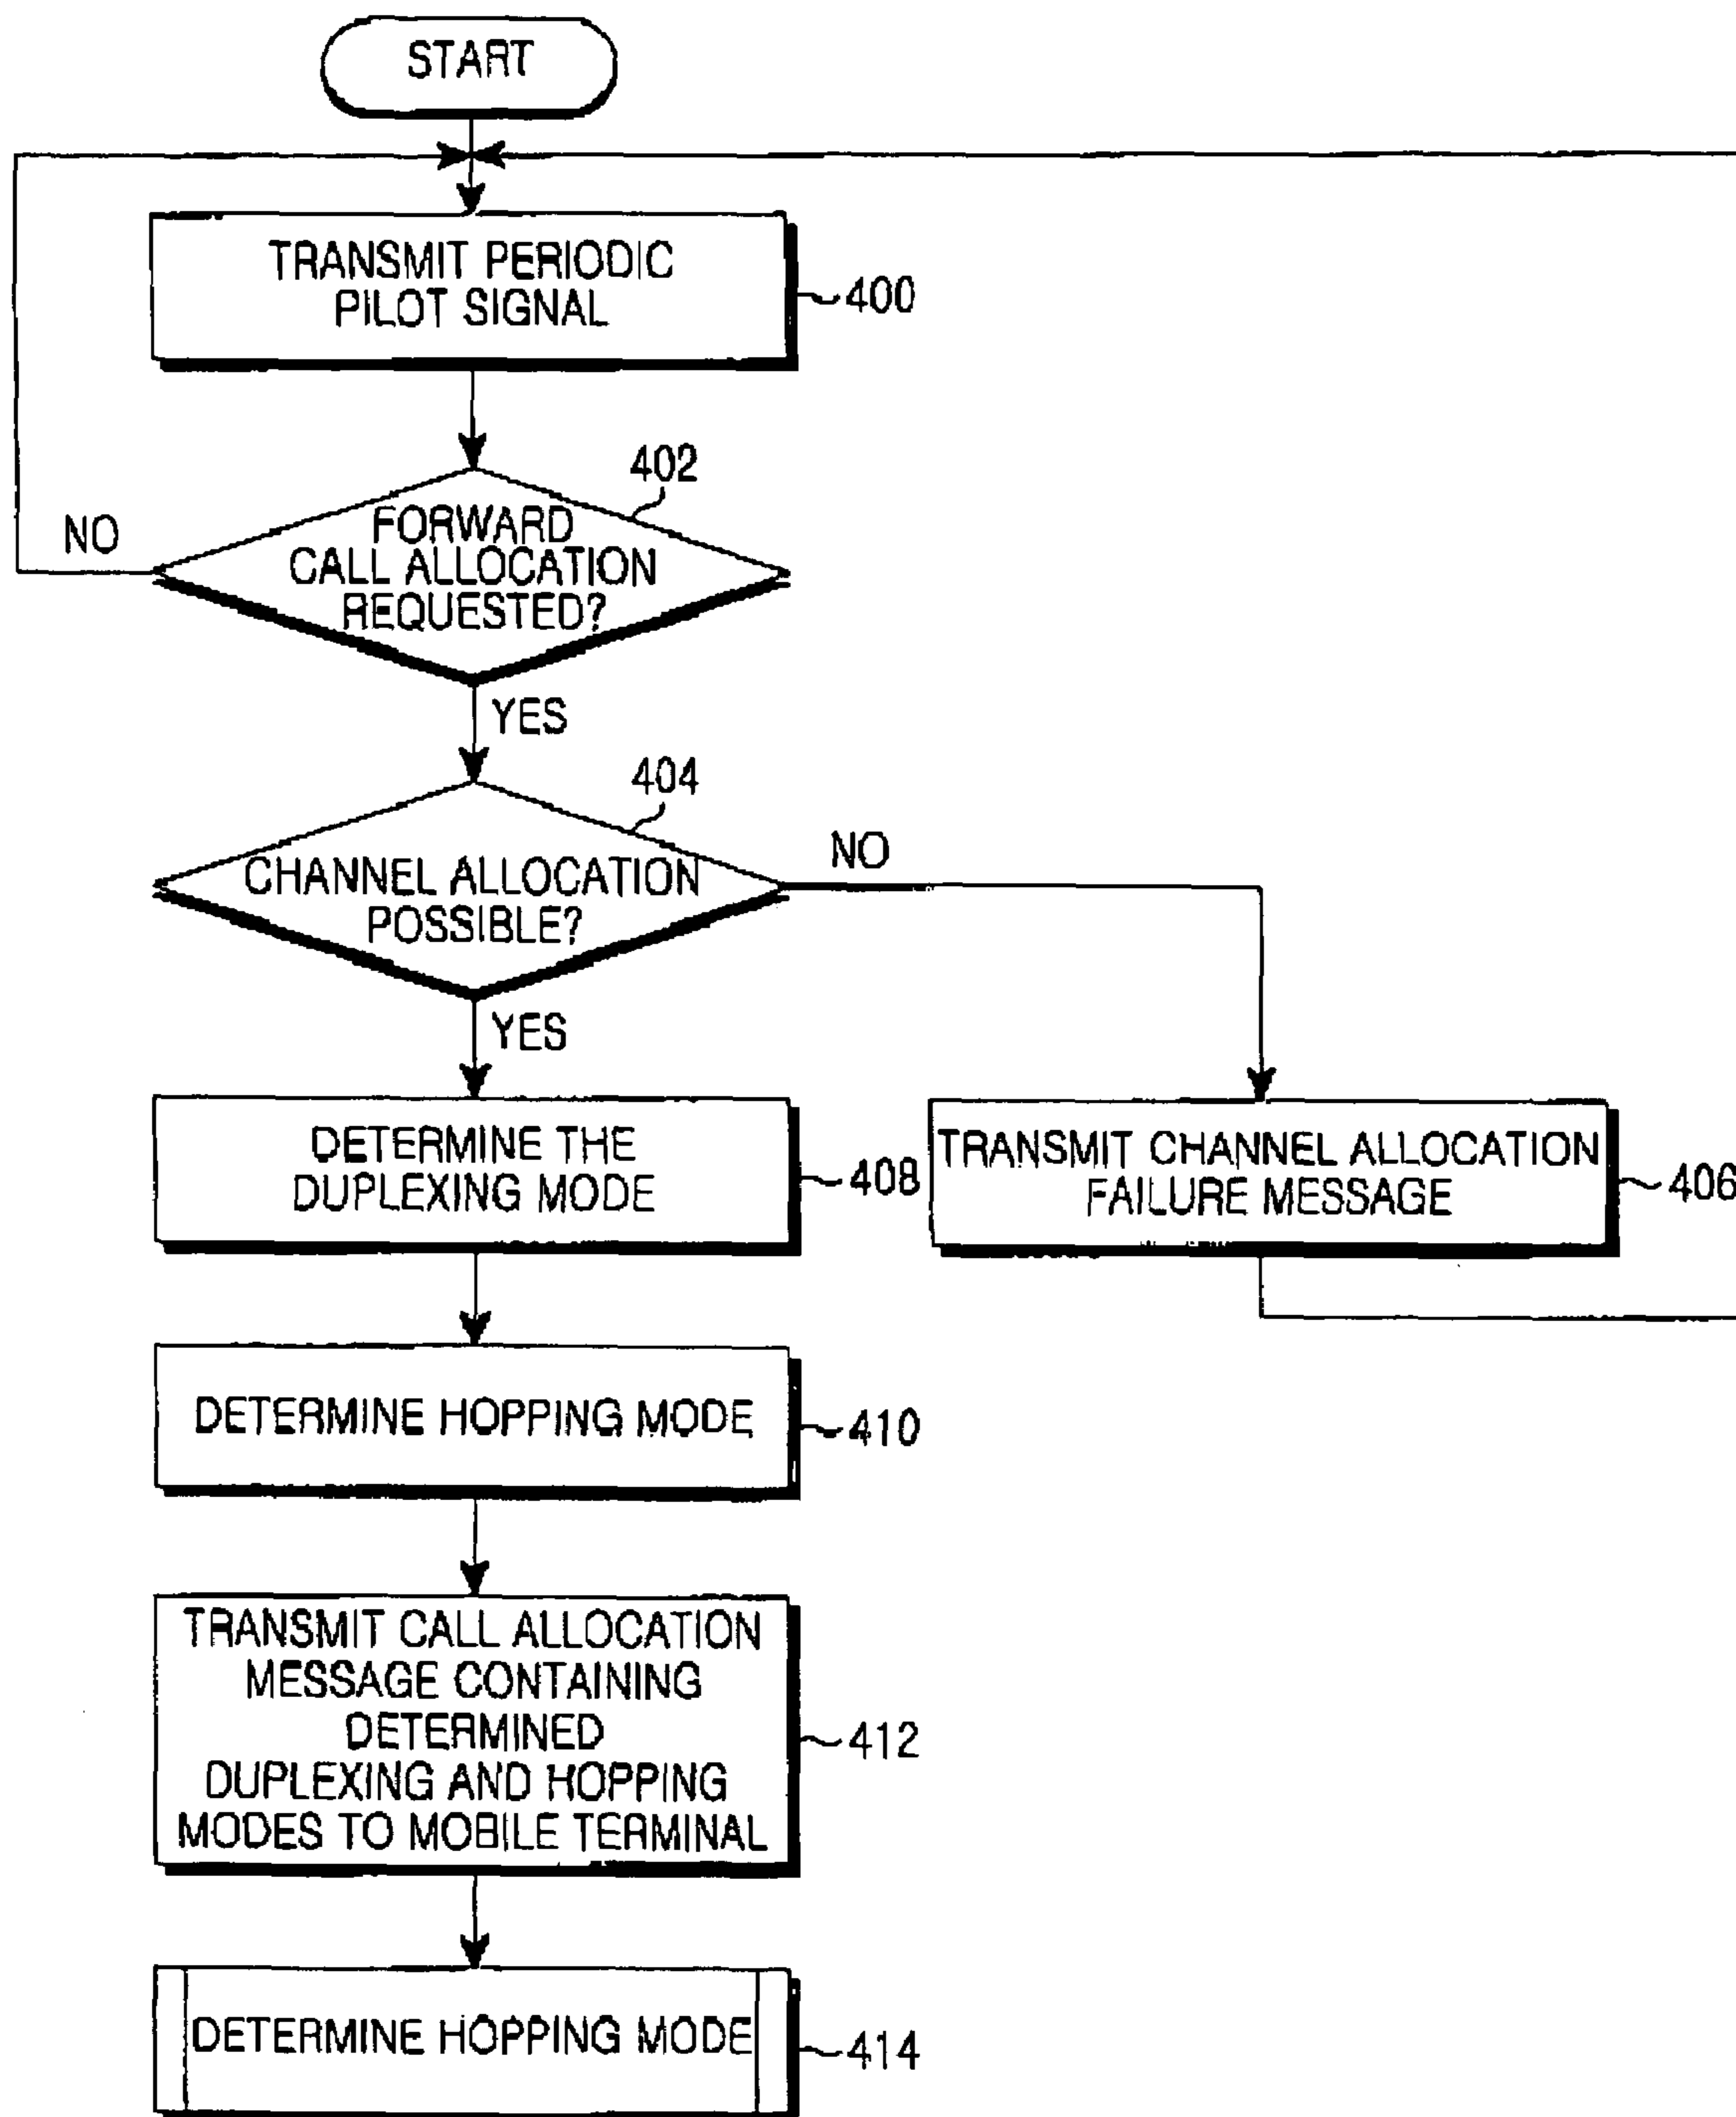 START
TRANSMIT PERIODIC
PILOT SIGNAL
400
402
FORWARD
CALL ALLOCATION
REQUESTED?
NO
YES
404
CHANNEL ALLOCATION
POSSIBLE?
NO
YES
DETERMINE THE
DUPLEXING MODE
408
TRANSMIT CHANNEL ALLOCATION
FAILURE MESSAGE
406
DETERMINE HOPPING MODE
410
TRANSMIT CALL ALLOCATION
MESSAGE CONTAINING
DETERMINED
DUPLEXING AND HOPPING
MODES TO MOBILE TERMINAL
412
DETERMINE HOPPING MODE
414